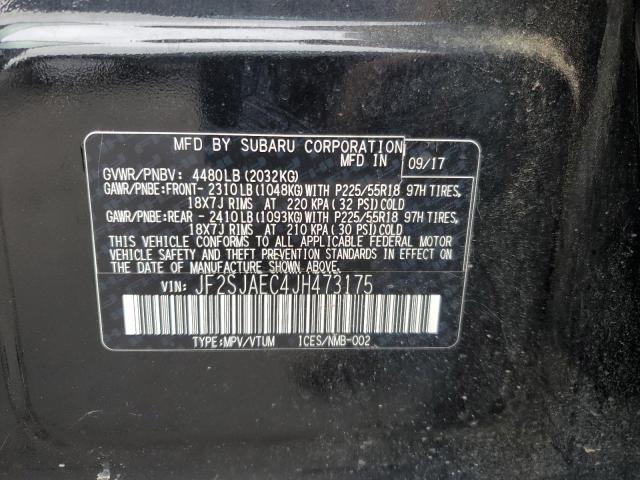 MFD BY SUBARU CORPORATION
MFD IN 09/17
GVWR/PNBV: 4480LB(2032KG)
GAWR/PNBE:FRONT- 2310LB(1048KG)WITH P225/55R18 97H TIRES,
18X7J RIMS AT 220 KPA(32 PSI)COLD
GAWR/PNBE:REAR - 2410LB(1093KG)WITH P225/55R18 97H TIRES,
18X7J RIMS AT 210 KPA(30 PSI)COLD
THIS VEHICLE CONFORMS TO ALL APPLICABLE FEDERAL MOTOR
VEHICLE SAFETY AND THEFT PREVENTION STANDARDS IN EFFECT
ON THE DATE OF MANUFACTURE SHOWN ABOVE.
VIN: JF2SJAEC4JH473175
TYPE:MPV/VTUM ICES/NMB-002